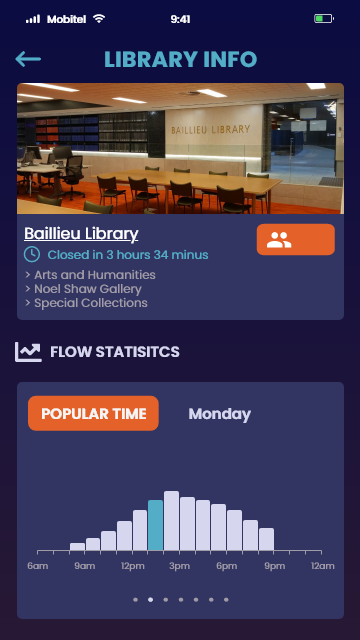 Mobitel 9:41
LIBRARY INFO
BAILLIEU LIBRARY
Baillieu Library
Closed in 3 hours 34 minus
> Arts and Humanities
> Noel Shaw Gallery
> Special Collections
FLOW STATISITCS
POPULAR TIME Monday
6am 9am 12pm 3pm 6pm 9pm 12am